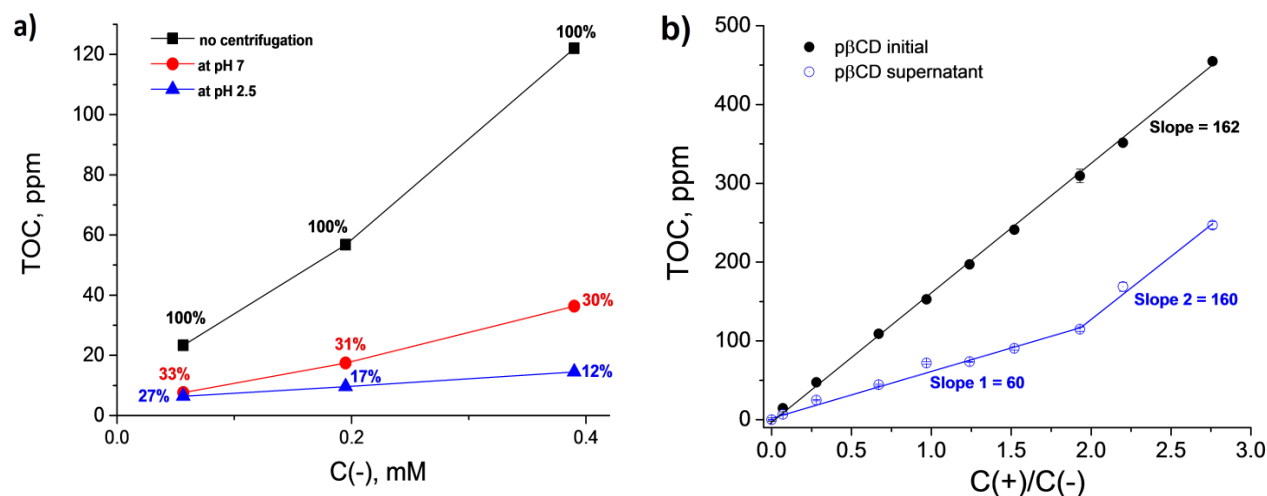 a)
no centrifugation
at pH 7
at pH 2.5
120
100
80
60
40
20
0
TOC, ppm
100%
100%
100%
33%
31%
30%
27%
17%
12%
0.0
0.2
0.4
C(-), mM
b)
pβCD initial
pβCD supernatant
500
400
300
200
100
0
TOC, ppm
Slope = 162
Slope 2 = 160
Slope 1 = 60
0.0
0.5
1.0
1.5
2.0
2.5
3.0
C(+)/C(-)